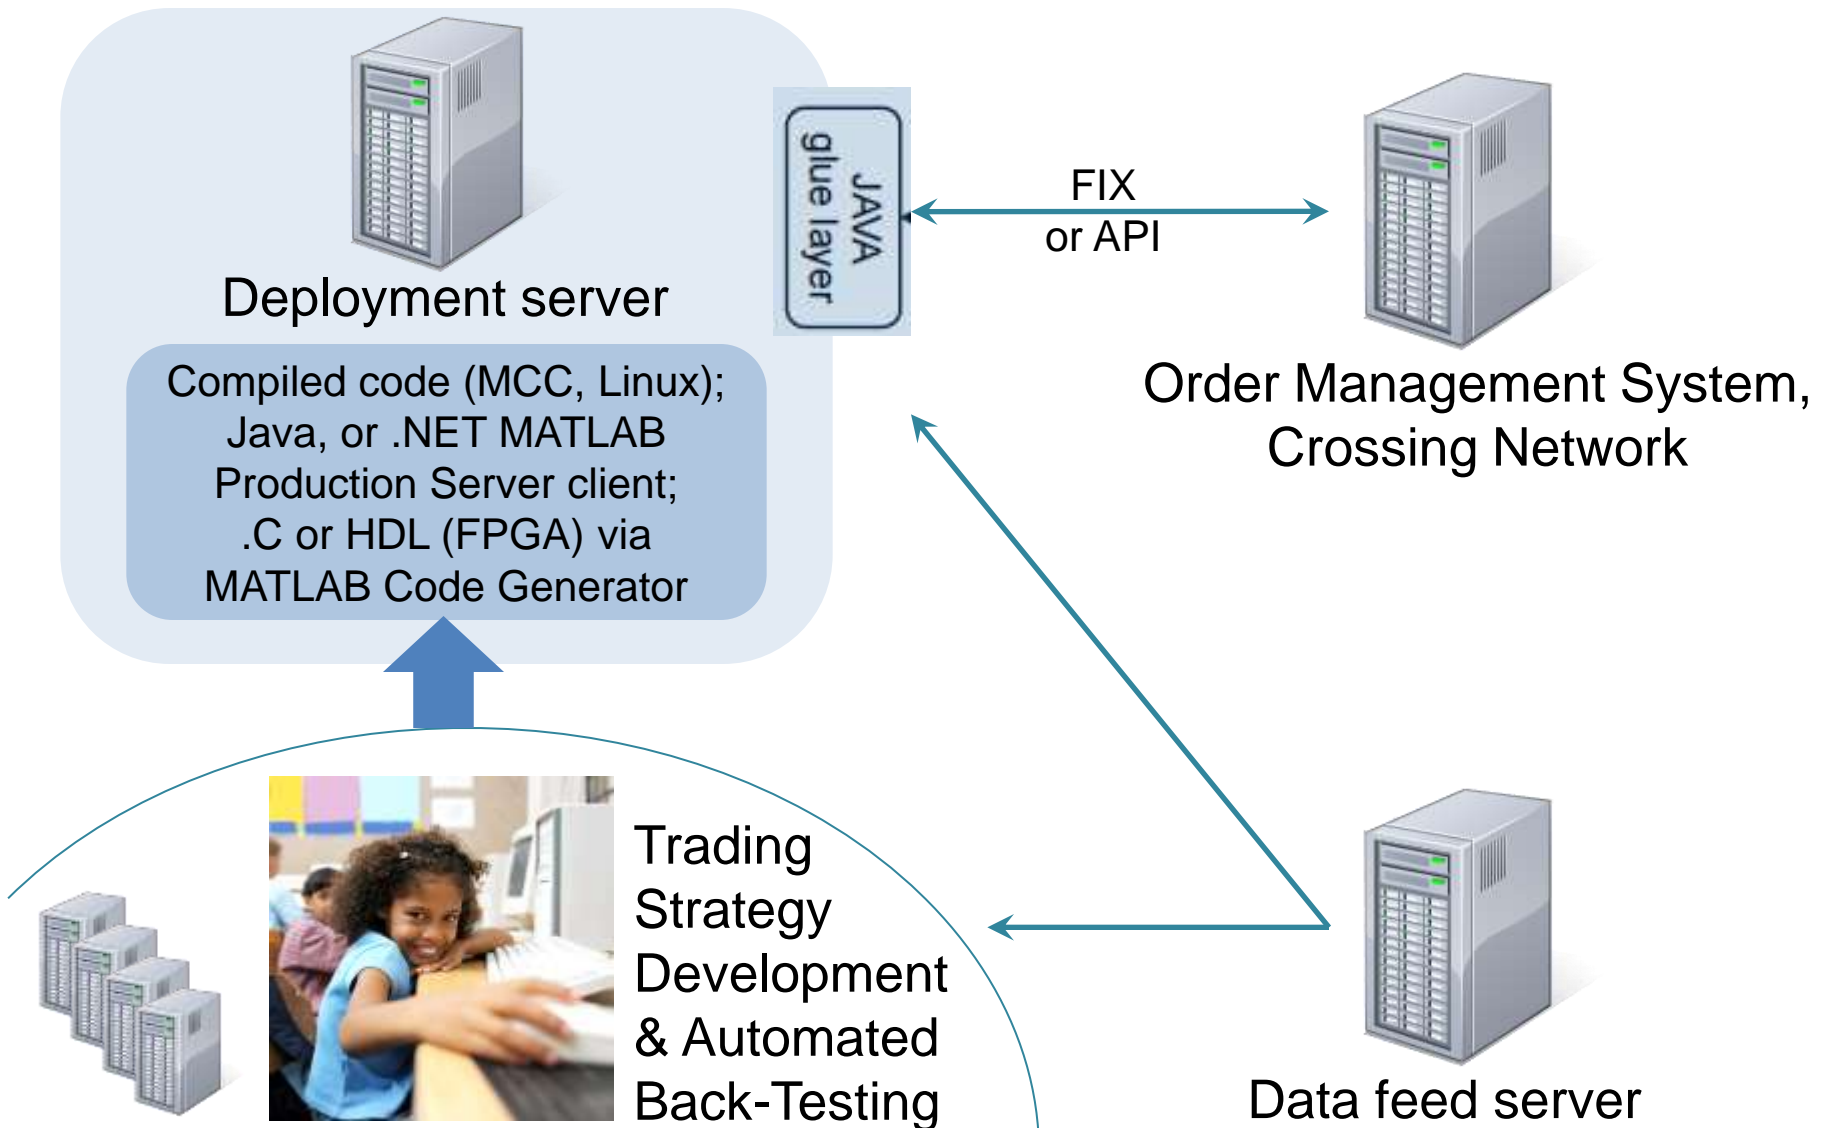 Deployment server
Compiled code (MCC, Linux);
Java, or .NET MATLAB
Production Server client;
.C or HDL (FPGA) via
MATLAB Code Generator
JAVA
glue layer
FIX
or API
Order Management System,
Crossing Network
Trading
Strategy
Development
& Automated
Back-Testing
Data feed server